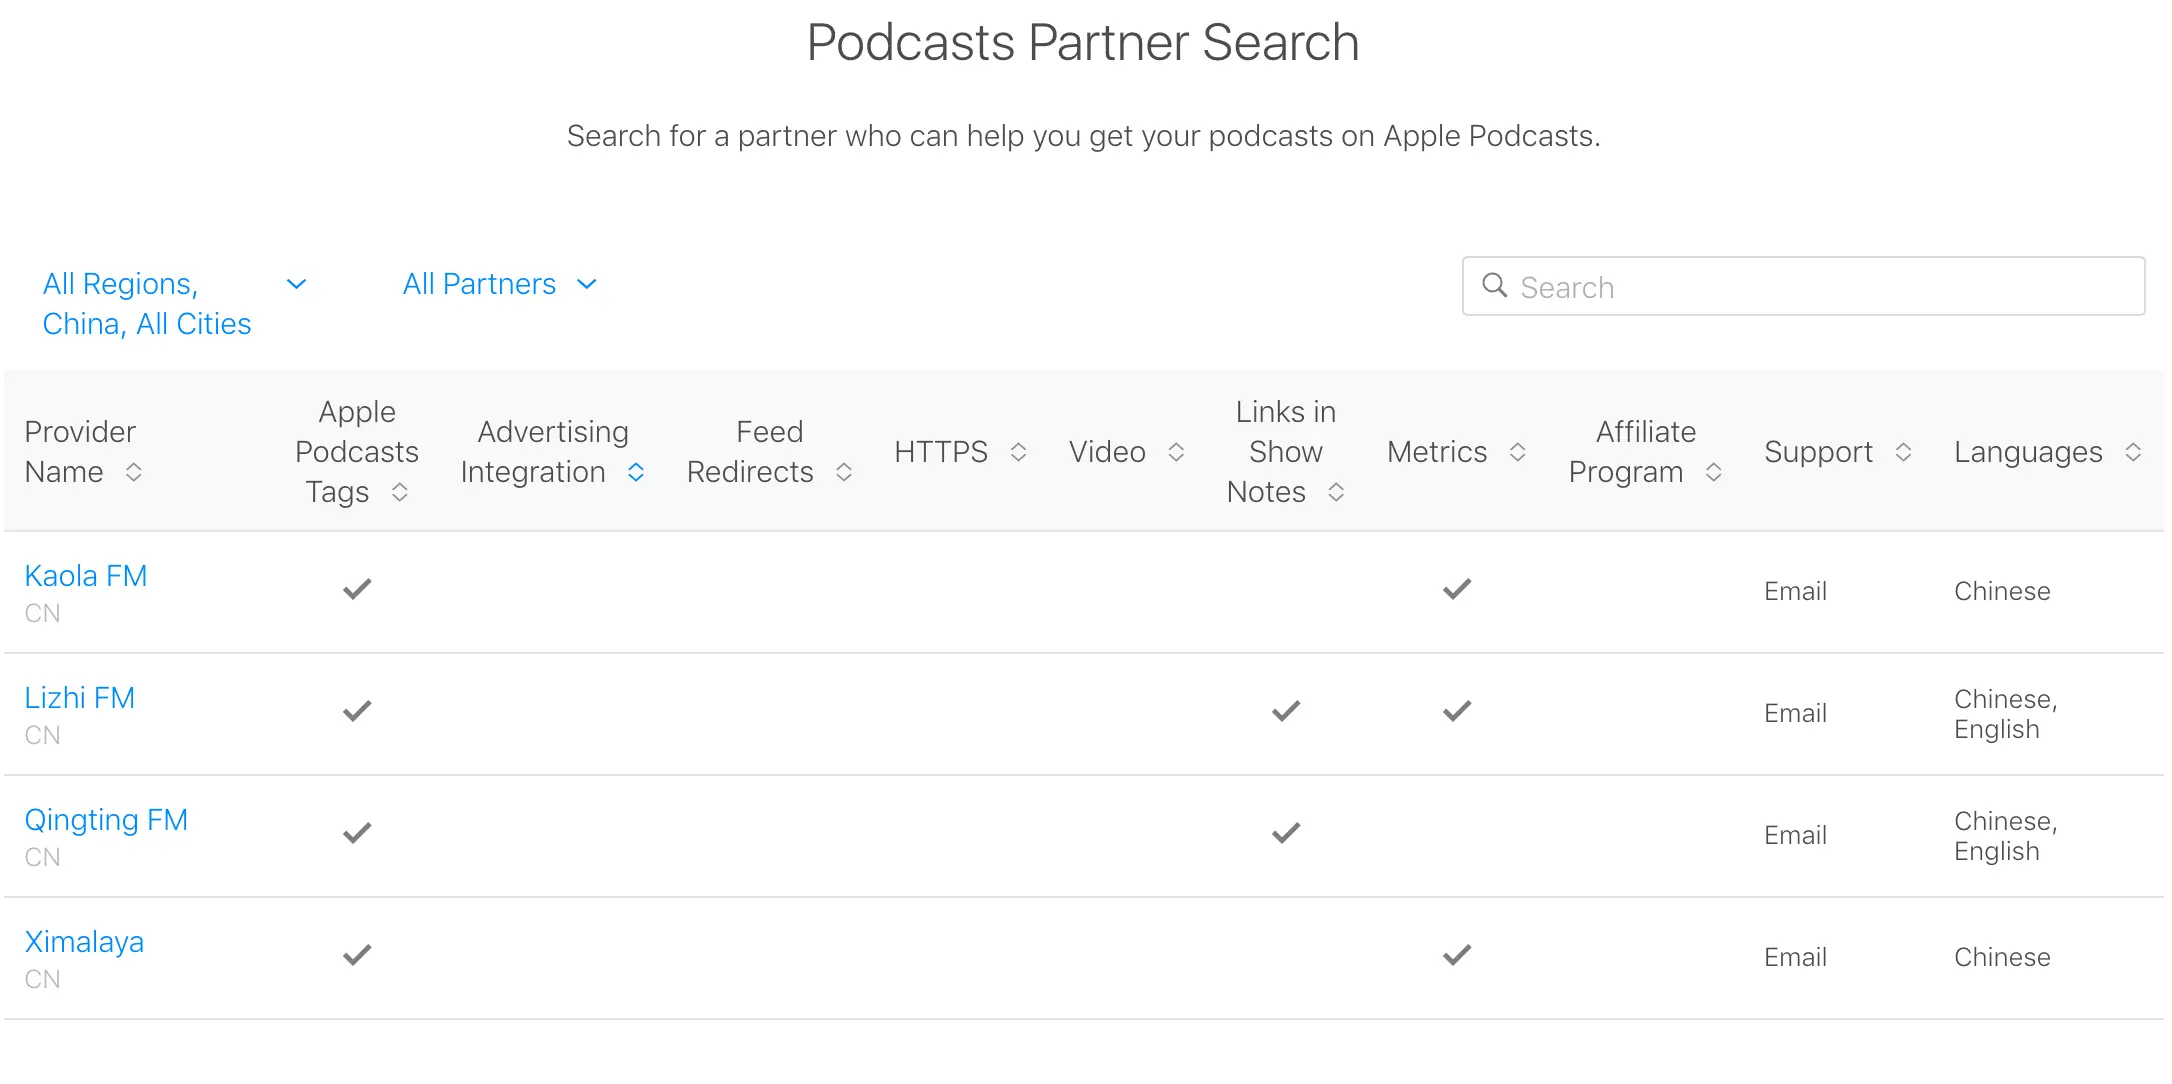 Podcasts Partner Search
Search for a partner who can help you get your podcasts on Apple Podcasts.
All Regions,
China, All Cities
All Partners
Search
Provider
Name
Apple
Podcasts
Tags
Advertising
Integration
Feed
Redirects
HTTPS
Video
Links in
Show
Notes
Metrics
Affiliate
Program
Support
Languages
Kaola FM
CN
Email
Chinese
Lizhi FM
CN
Email
Chinese,
English
Qingting FM
CN
Email
Chinese,
English
Ximalaya
CN
Email
Chinese